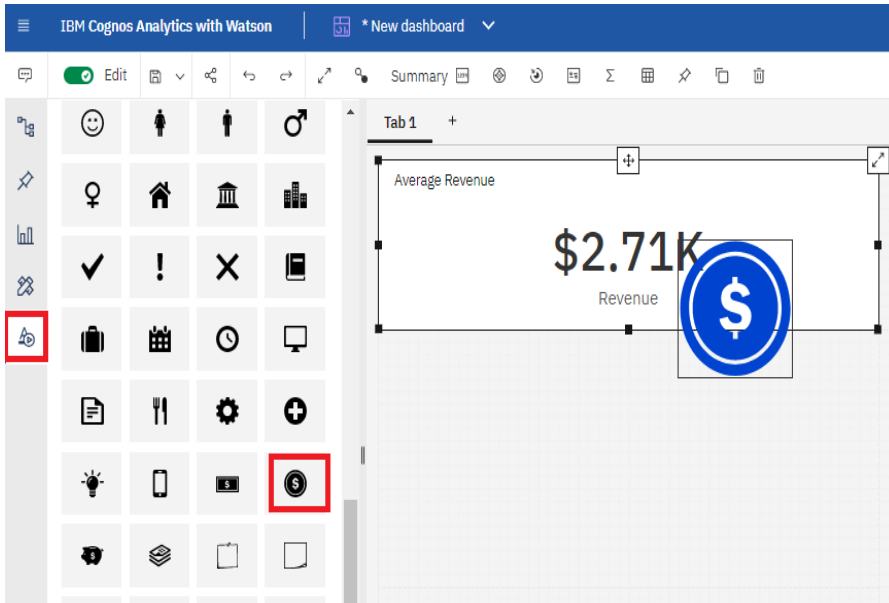 IBM Cognos Analytics with Watson
* New dashboard
Edit
Summary
Σ
Tab 1 +
Average Revenue
$2.71K
Revenue
$